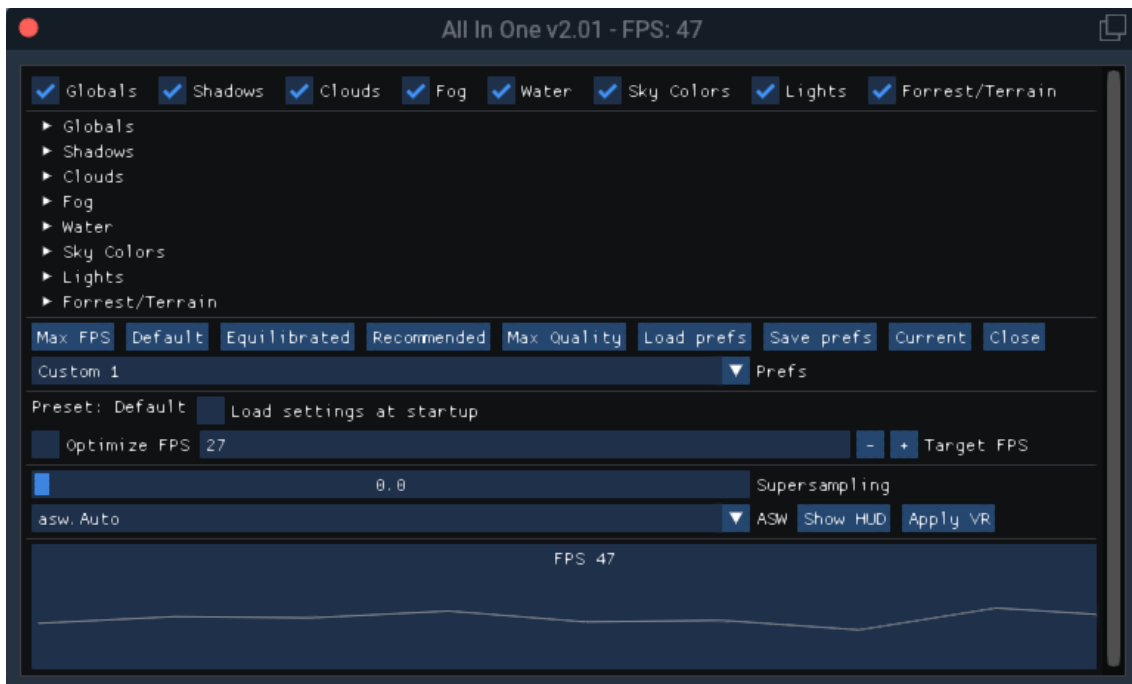 All In One v2.01 - FPS: 47
Globals Shadows Clouds Fog Water Sky Colors Lights Forrest/Terrain
Globals
Shadows
Clouds
Fog
Water
Sky Colors
Lights
Forrest/Terrain
Max FPS Default Equilibrated Recommended Max Quality Load prefs Save prefs Current Close
Custom 1 Prefs
Preset: Default Load settings at startup
Optimize FPS 27 - + Target FPS
0.0 Supersampling
asw.Auto ASW Show HUD Apply VR
FPS 47